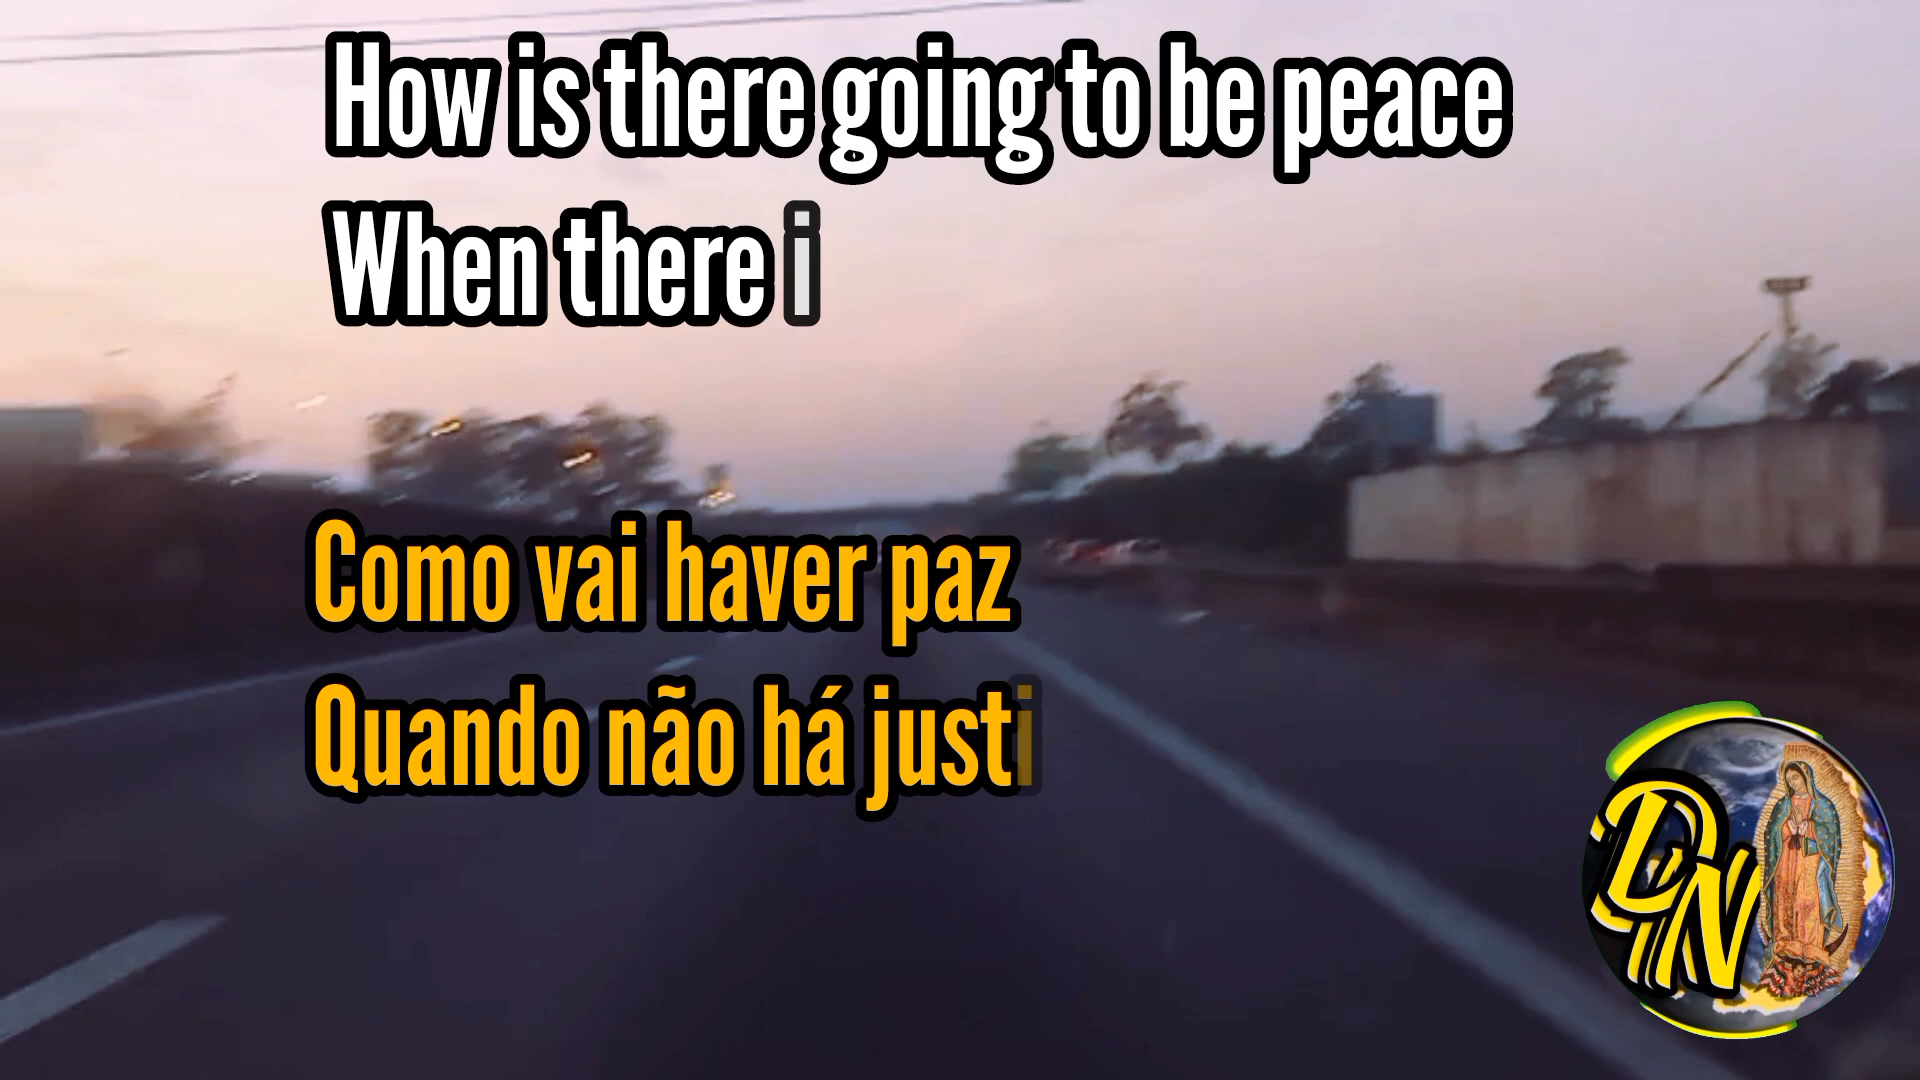 How is there going to be peace
When there i
Como vai haver paz
Quando não há justi
DN